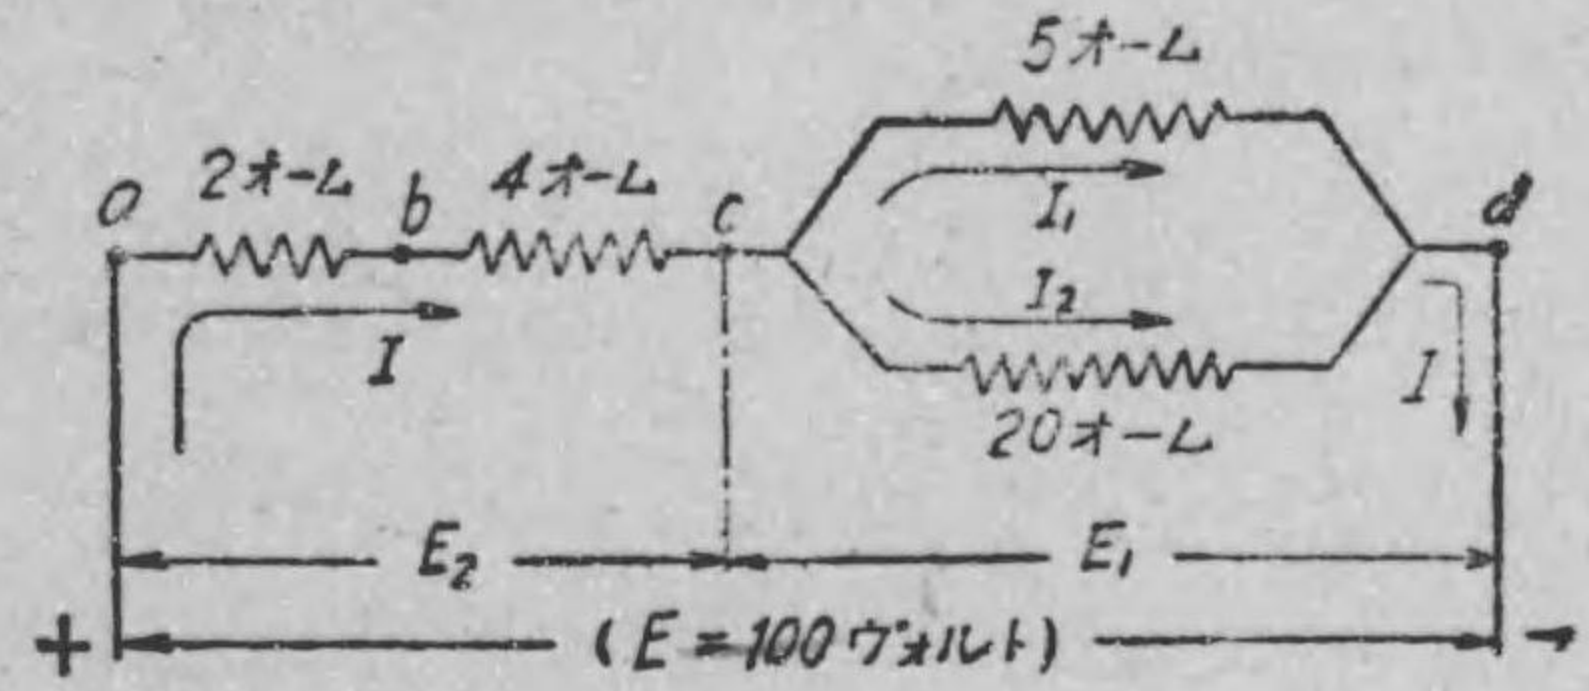 5オーム
2オーム 4オーム
a b c d
I₁
I₂
I
I
20オーム
E₂ E₁
+ (E=100ヴォルト) -